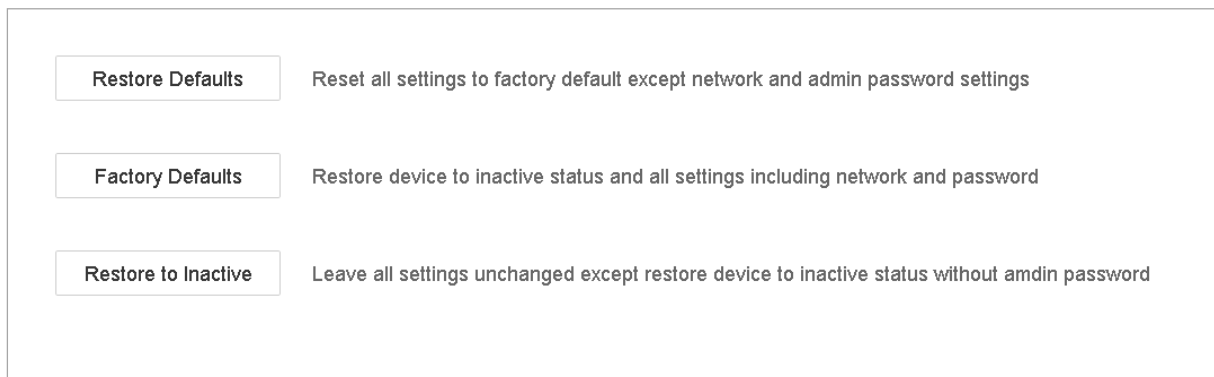 Restore Defaults Reset all settings to factory default except network and admin password settings
Factory Defaults Restore device to inactive status and all settings including network and password
Restore to Inactive Leave all settings unchanged except restore device to inactive status without amdin password